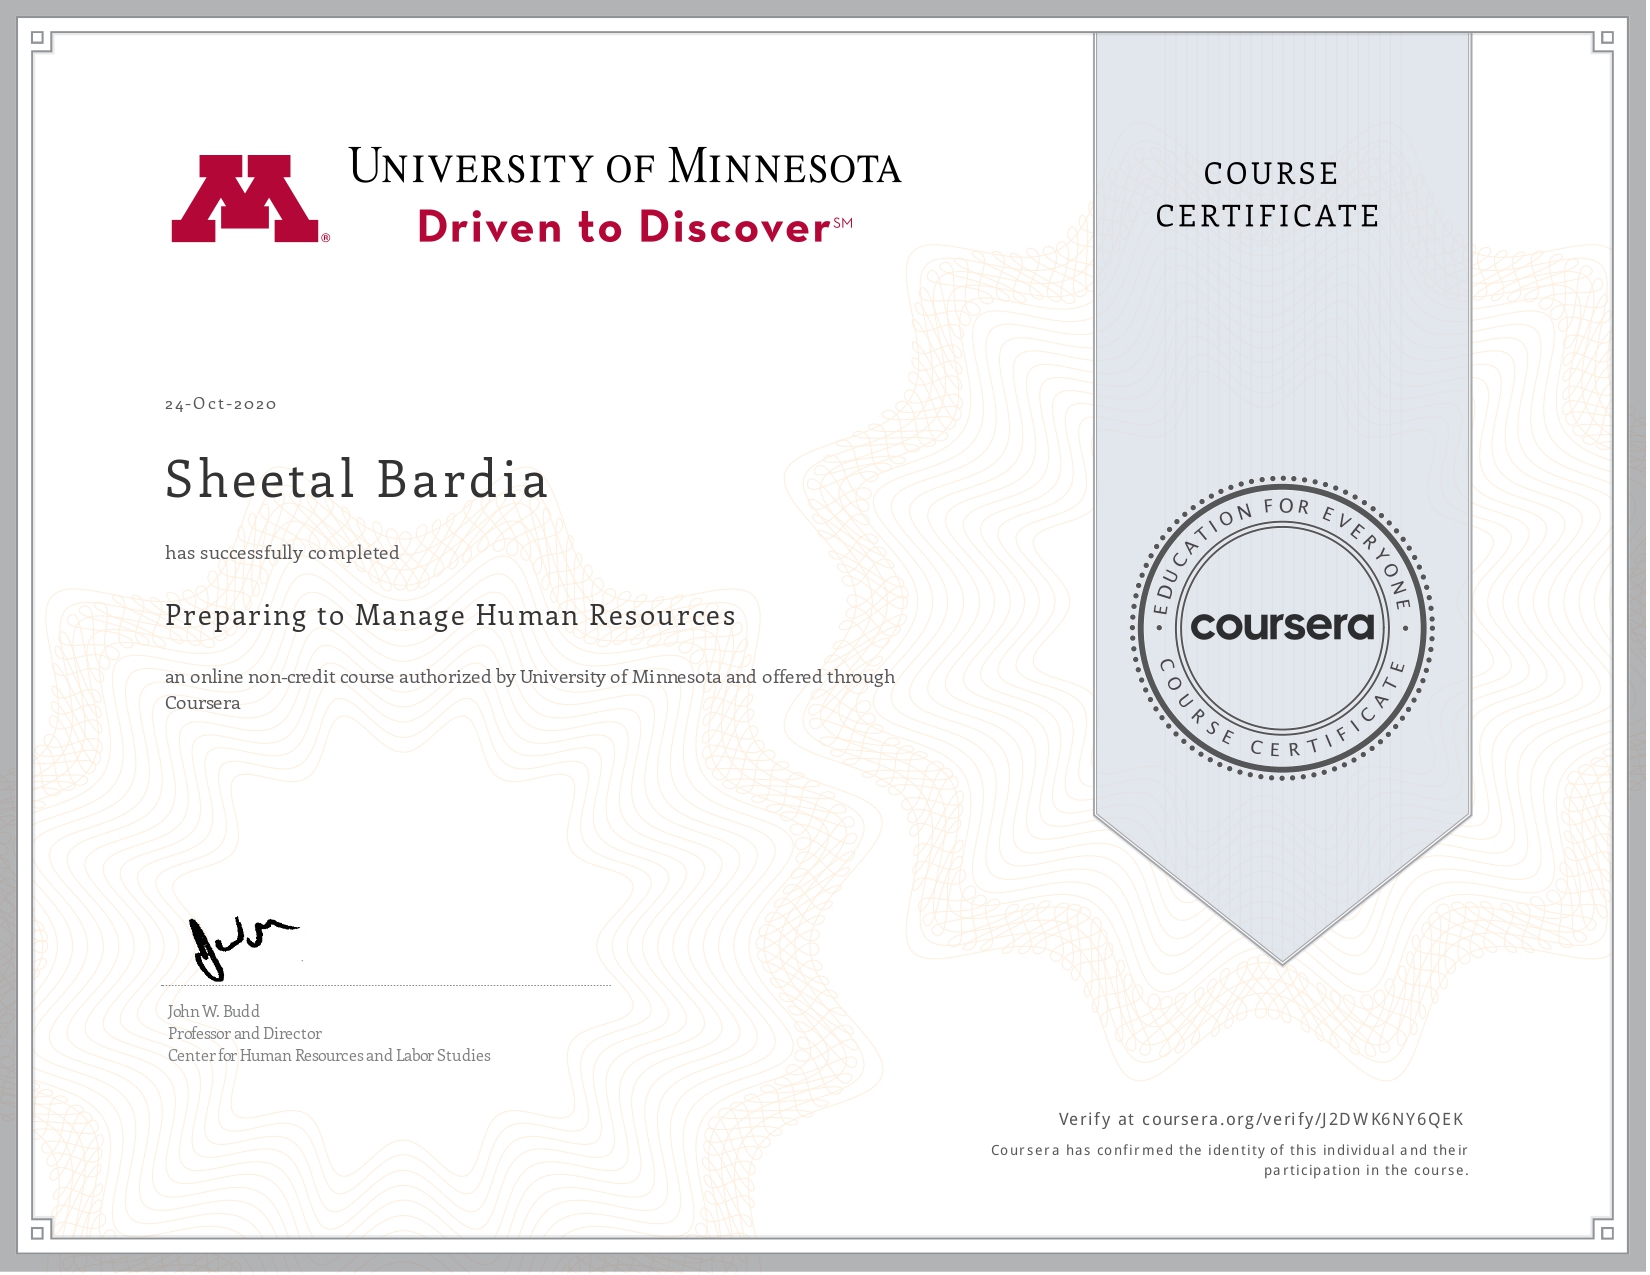 UNIVERSITY OF MINNESOTA
Driven to Discover℠
®
COURSE
CERTIFICATE
24-Oct-2020
Sheetal Bardia
has successfully completed
Preparing to Manage Human Resources
an online non-credit course authorized by University of Minnesota and offered through
Coursera
EDUCATION FOR EVERYONE
coursera
COURSE CERTIFICATE
John W. Budd
Professor and Director
Center for Human Resources and Labor Studies
Verify at coursera.org/verify/J2DWK6NY6QEK
Coursera has confirmed the identity of this individual and their
participation in the course.